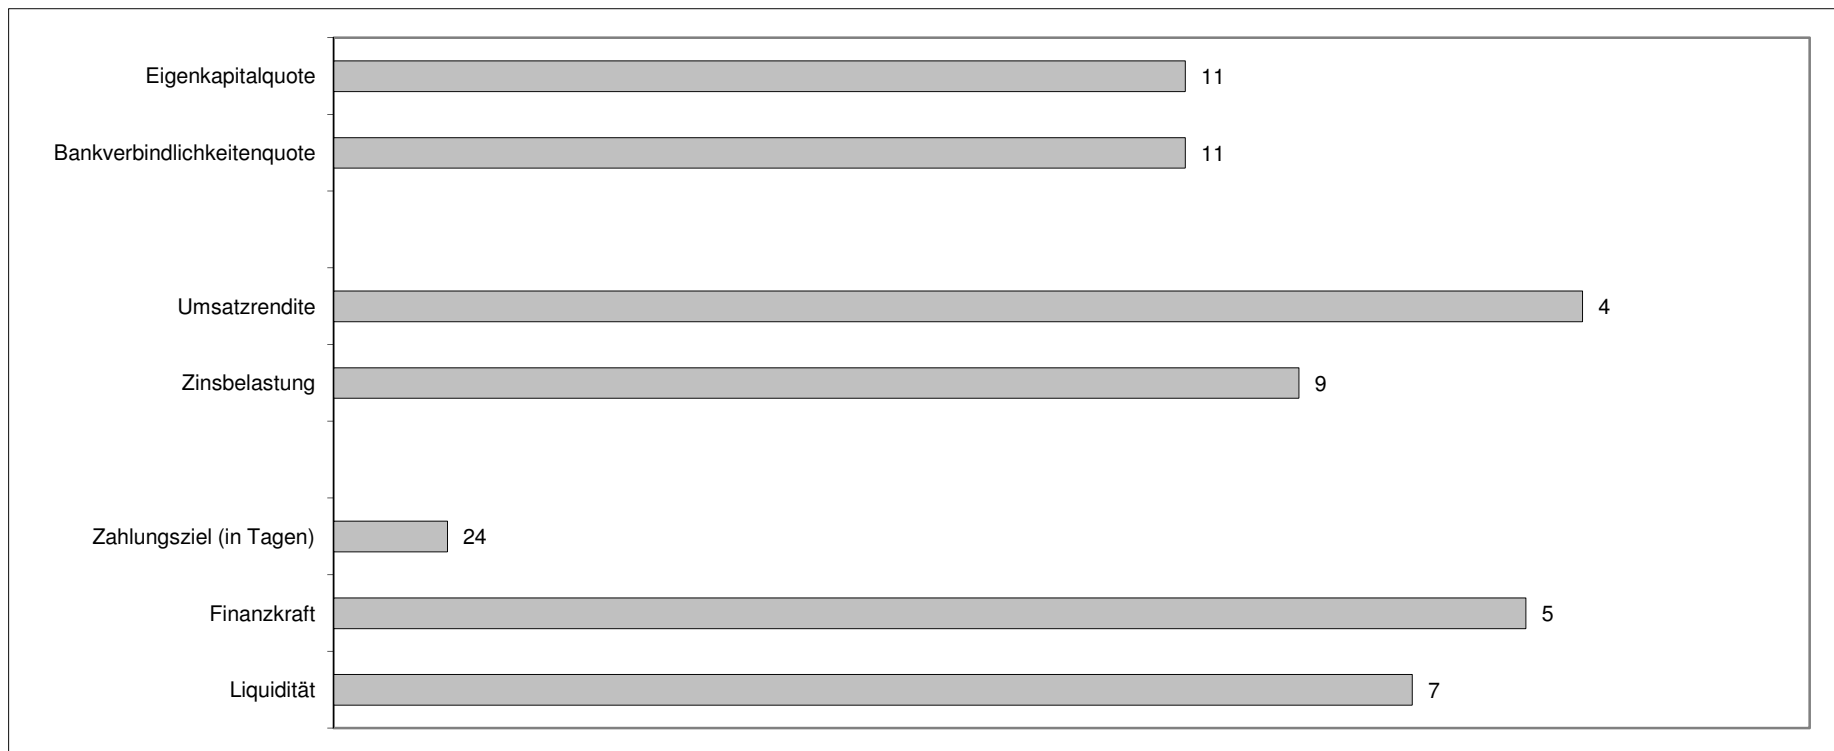 Eigenkapitalquote 11
Bankverbindlichkeitenquote 11
Umsatzrendite 4
Zinsbelastung 9
Zahlungsziel (in Tagen) 24
Finanzkraft 5
Liquidität 7